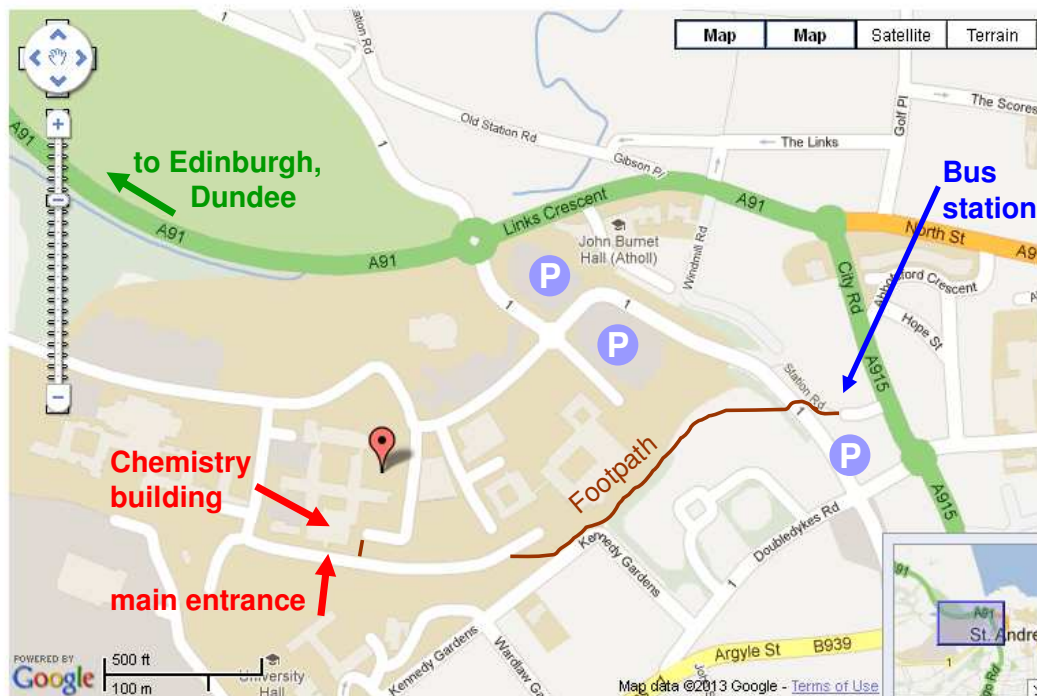 Map
Map
Satellite
Terrain
Station Rd
1
The Scores
Golf Pl
A91
Old Station Rd
The Links
1
to Edinburgh,
Dundee
Gibson Pl
Bus
station
Links Crescent
A91
A91
A91
John Burnet
Hall (Atholl)
Windmill Rd
North St
City Rd
Crescent
1
1
P
P
Hope St
A915
Station Rd
1
Footpath
P
Chemistry
building
A915
Doubledykes Rd
Kennedy Gardens
1
main entrance
A91
A91
St. Andre
1
Kennedy Gardens
Wardlaw
Argyle St
B939
POWERED BY
Google
500 ft
100 m
University
Hall
Map data ©2013 Google - Terms of Use